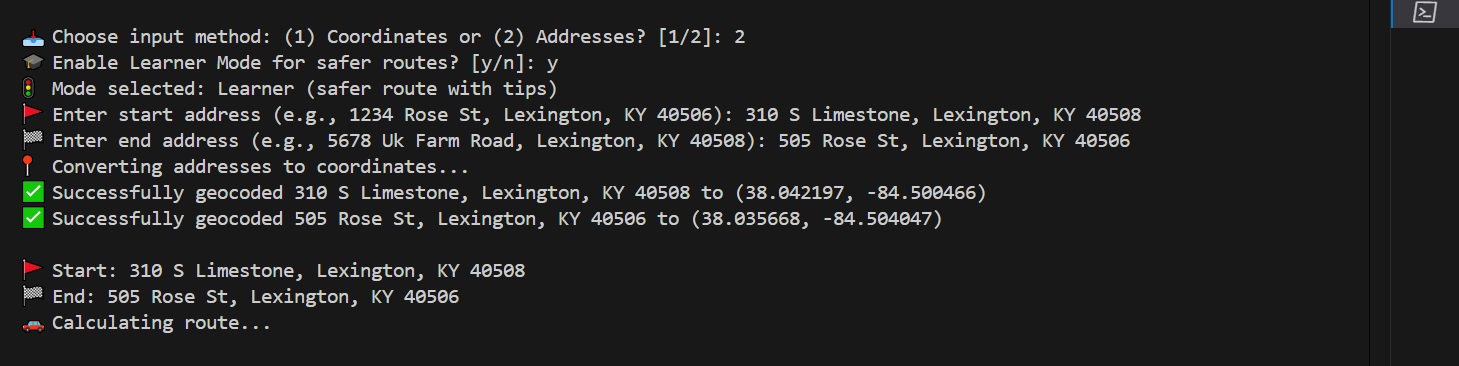 Choose input method: (1) Coordinates or (2) Addresses? [1/2]: 2
Enable Learner Mode for safer routes? [y/n]: y
Mode selected: Learner (safer route with tips)
Enter start address (e.g., 1234 Rose St, Lexington, KY 40506): 310 S Limestone, Lexington, KY 40508
Enter end address (e.g., 5678 Uk Farm Road, Lexington, KY 40508): 505 Rose St, Lexington, KY 40506
Converting addresses to coordinates...
Successfully geocoded 310 S Limestone, Lexington, KY 40508 to (38.042197, -84.500466)
Successfully geocoded 505 Rose St, Lexington, KY 40506 to (38.035668, -84.504047)
Start: 310 S Limestone, Lexington, KY 40508
End: 505 Rose St, Lexington, KY 40506
Calculating route...